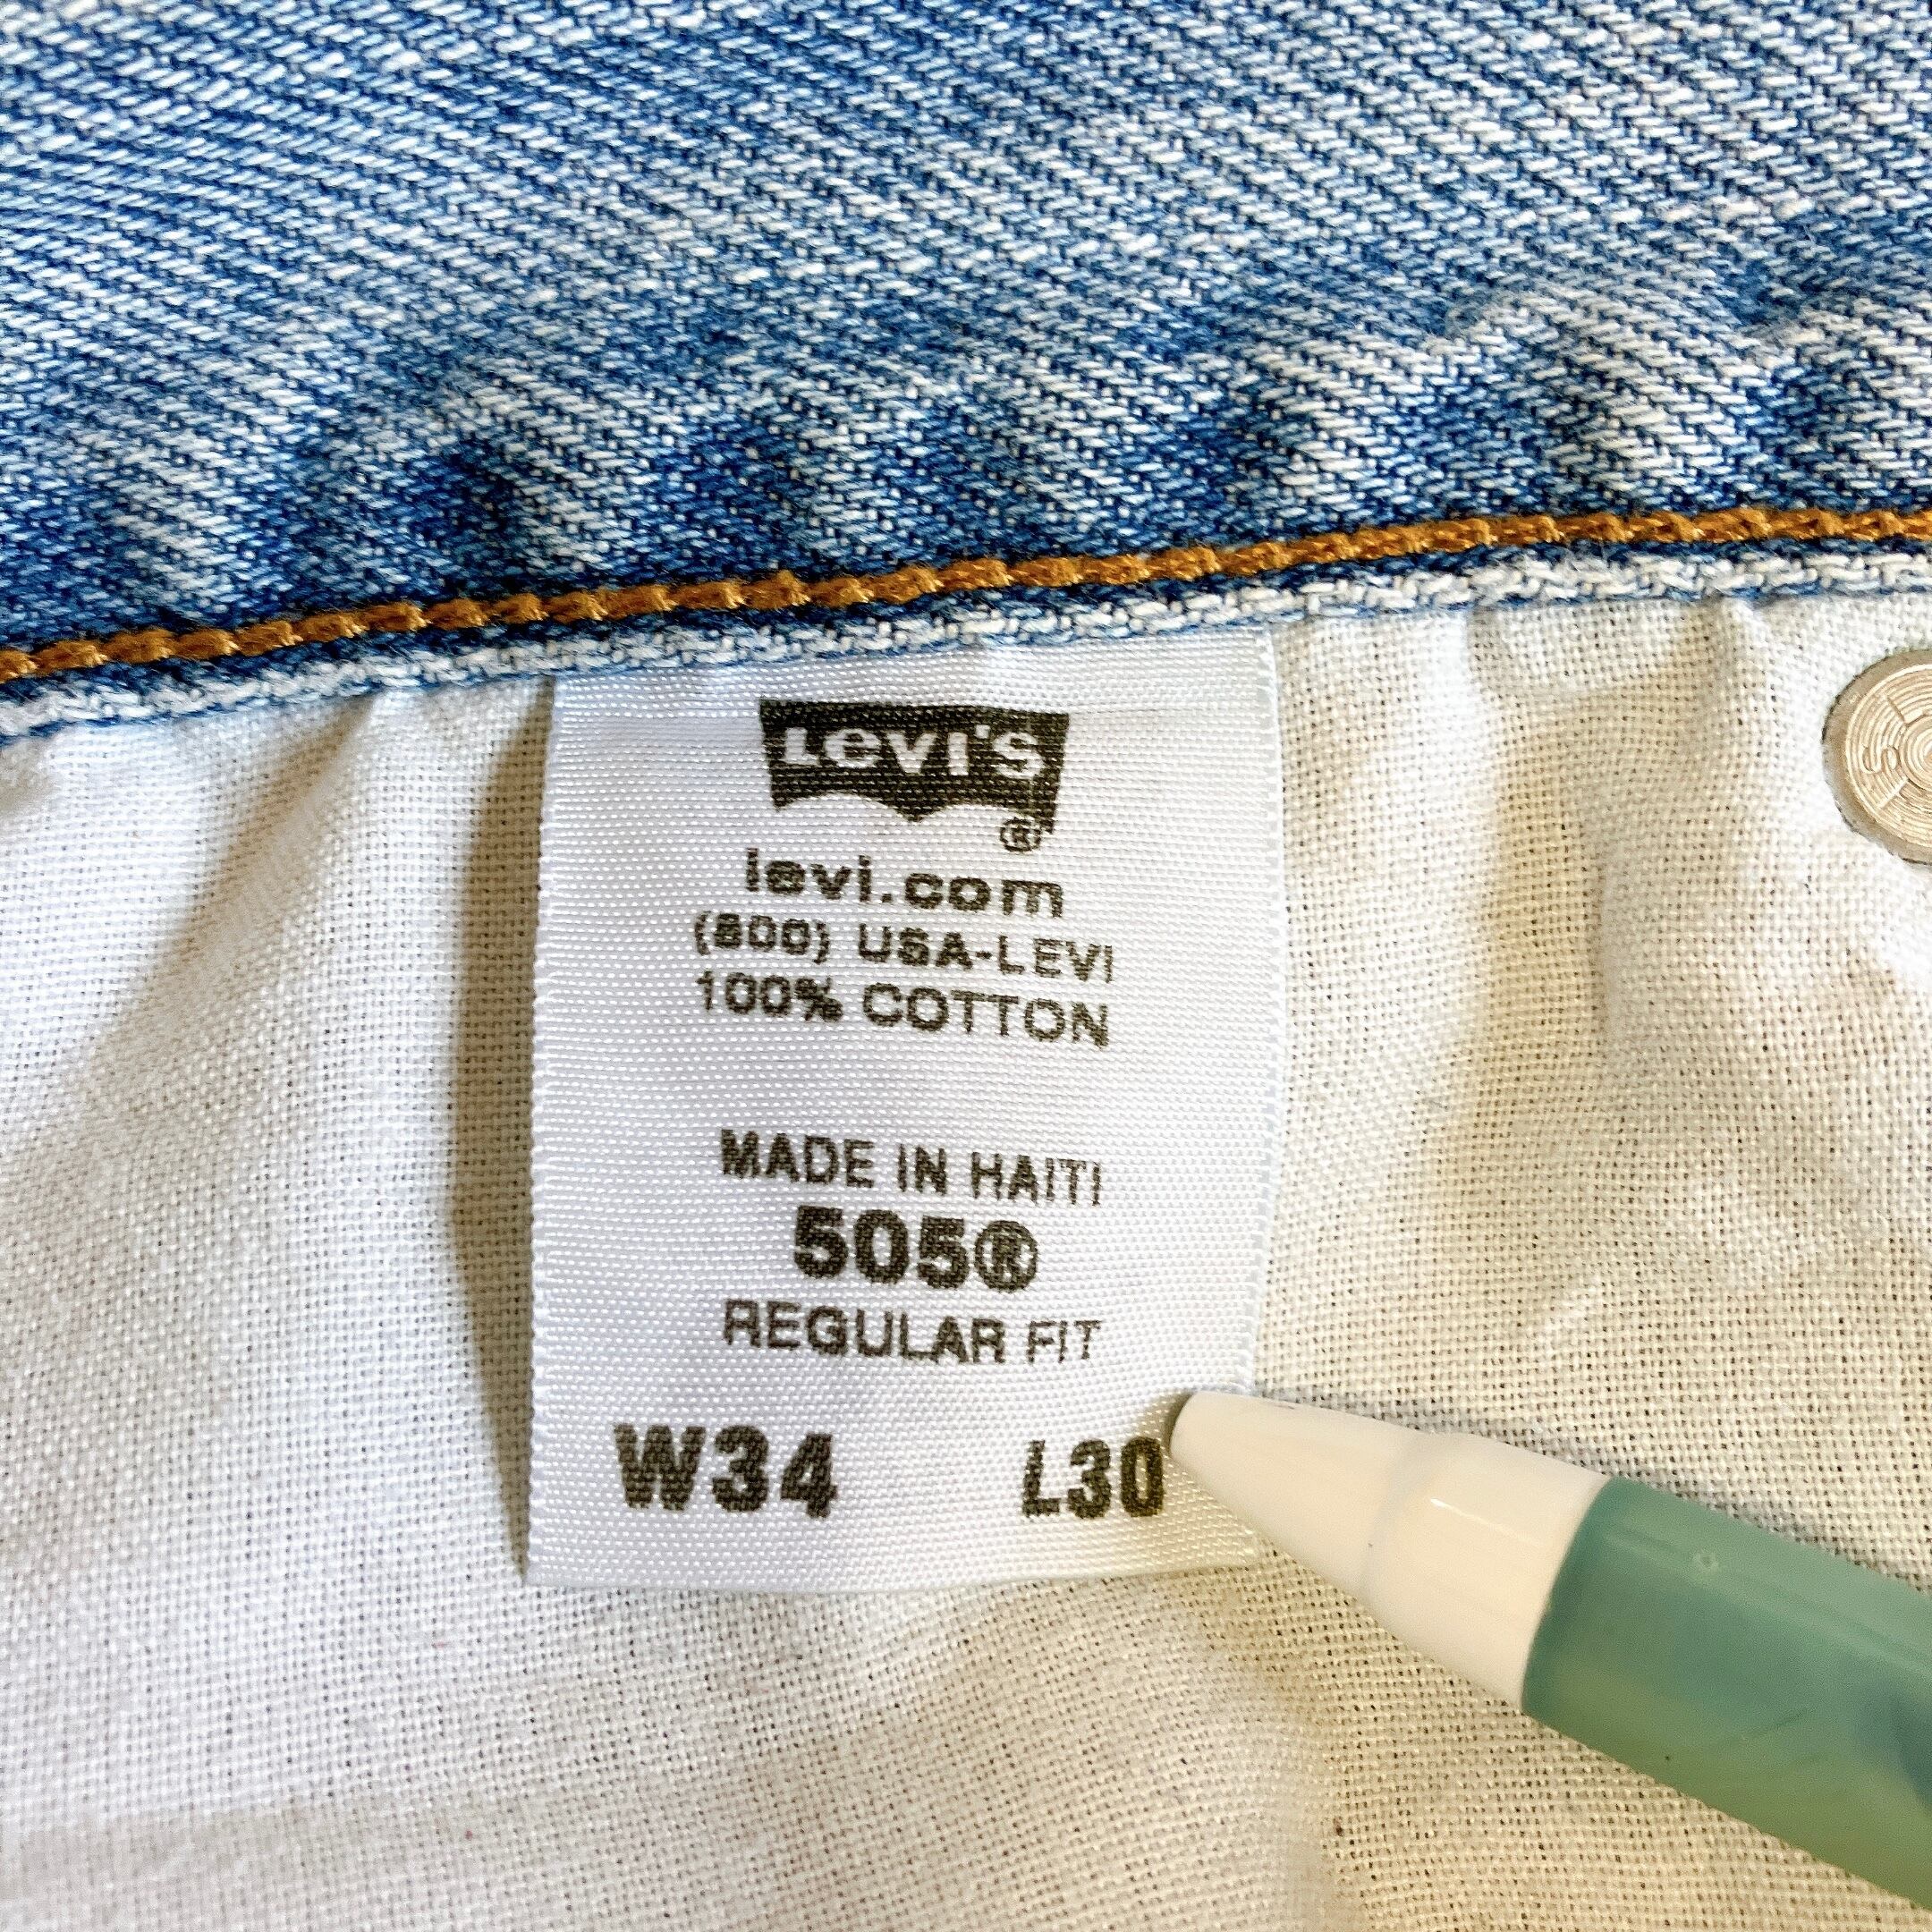 Levi's
®
levi.com
(800) USA-LEVI
100% COTTON
MADE IN HAITI
505®
REGULAR FIT
W34 L30